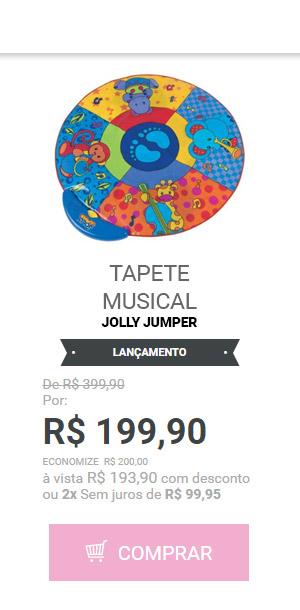 TAPETE
MUSICAL
JOLLY JUMPER
LANÇAMENTO
De R$ 399,90
Por:
R$ 199,90
ECONOMIZE R$ 200,00
à vista R$ 193,90 com desconto
ou 2x Sem juros de R$ 99,95
COMPRAR